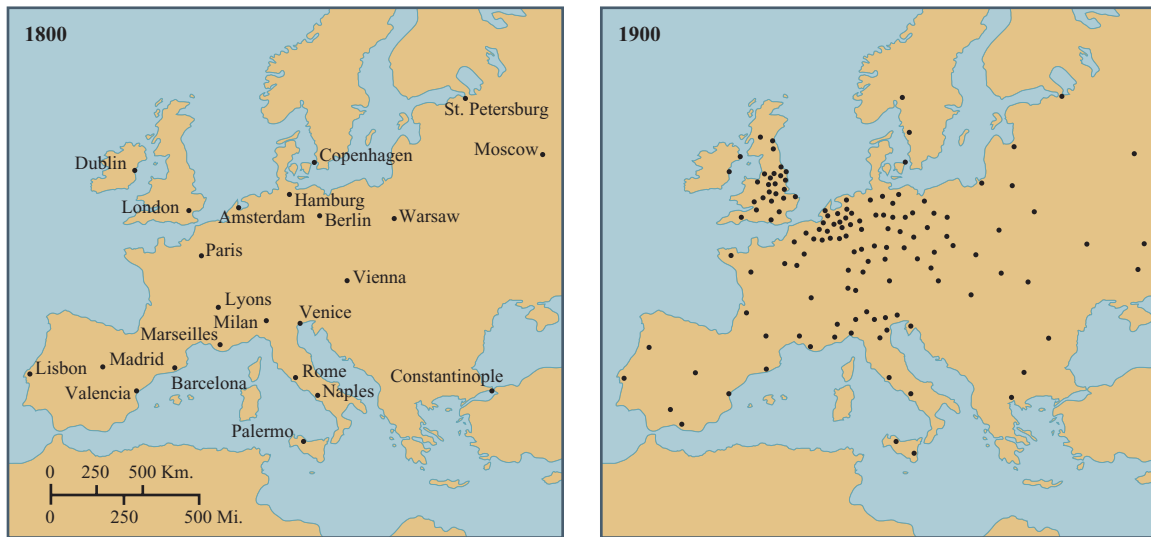 1800
St. Petersburg
Moscow
Dublin
Copenhagen
Hamburg
London
Amsterdam
Berlin
Warsaw
Paris
Vienna
Lyons
Venice
Milan
Marseilles
Madrid
Lisbon
Rome
Constantinople
Barcelona
Valencia
Naples
Palermo
0 250 500 Km.
0 250 500 Mi.
1900